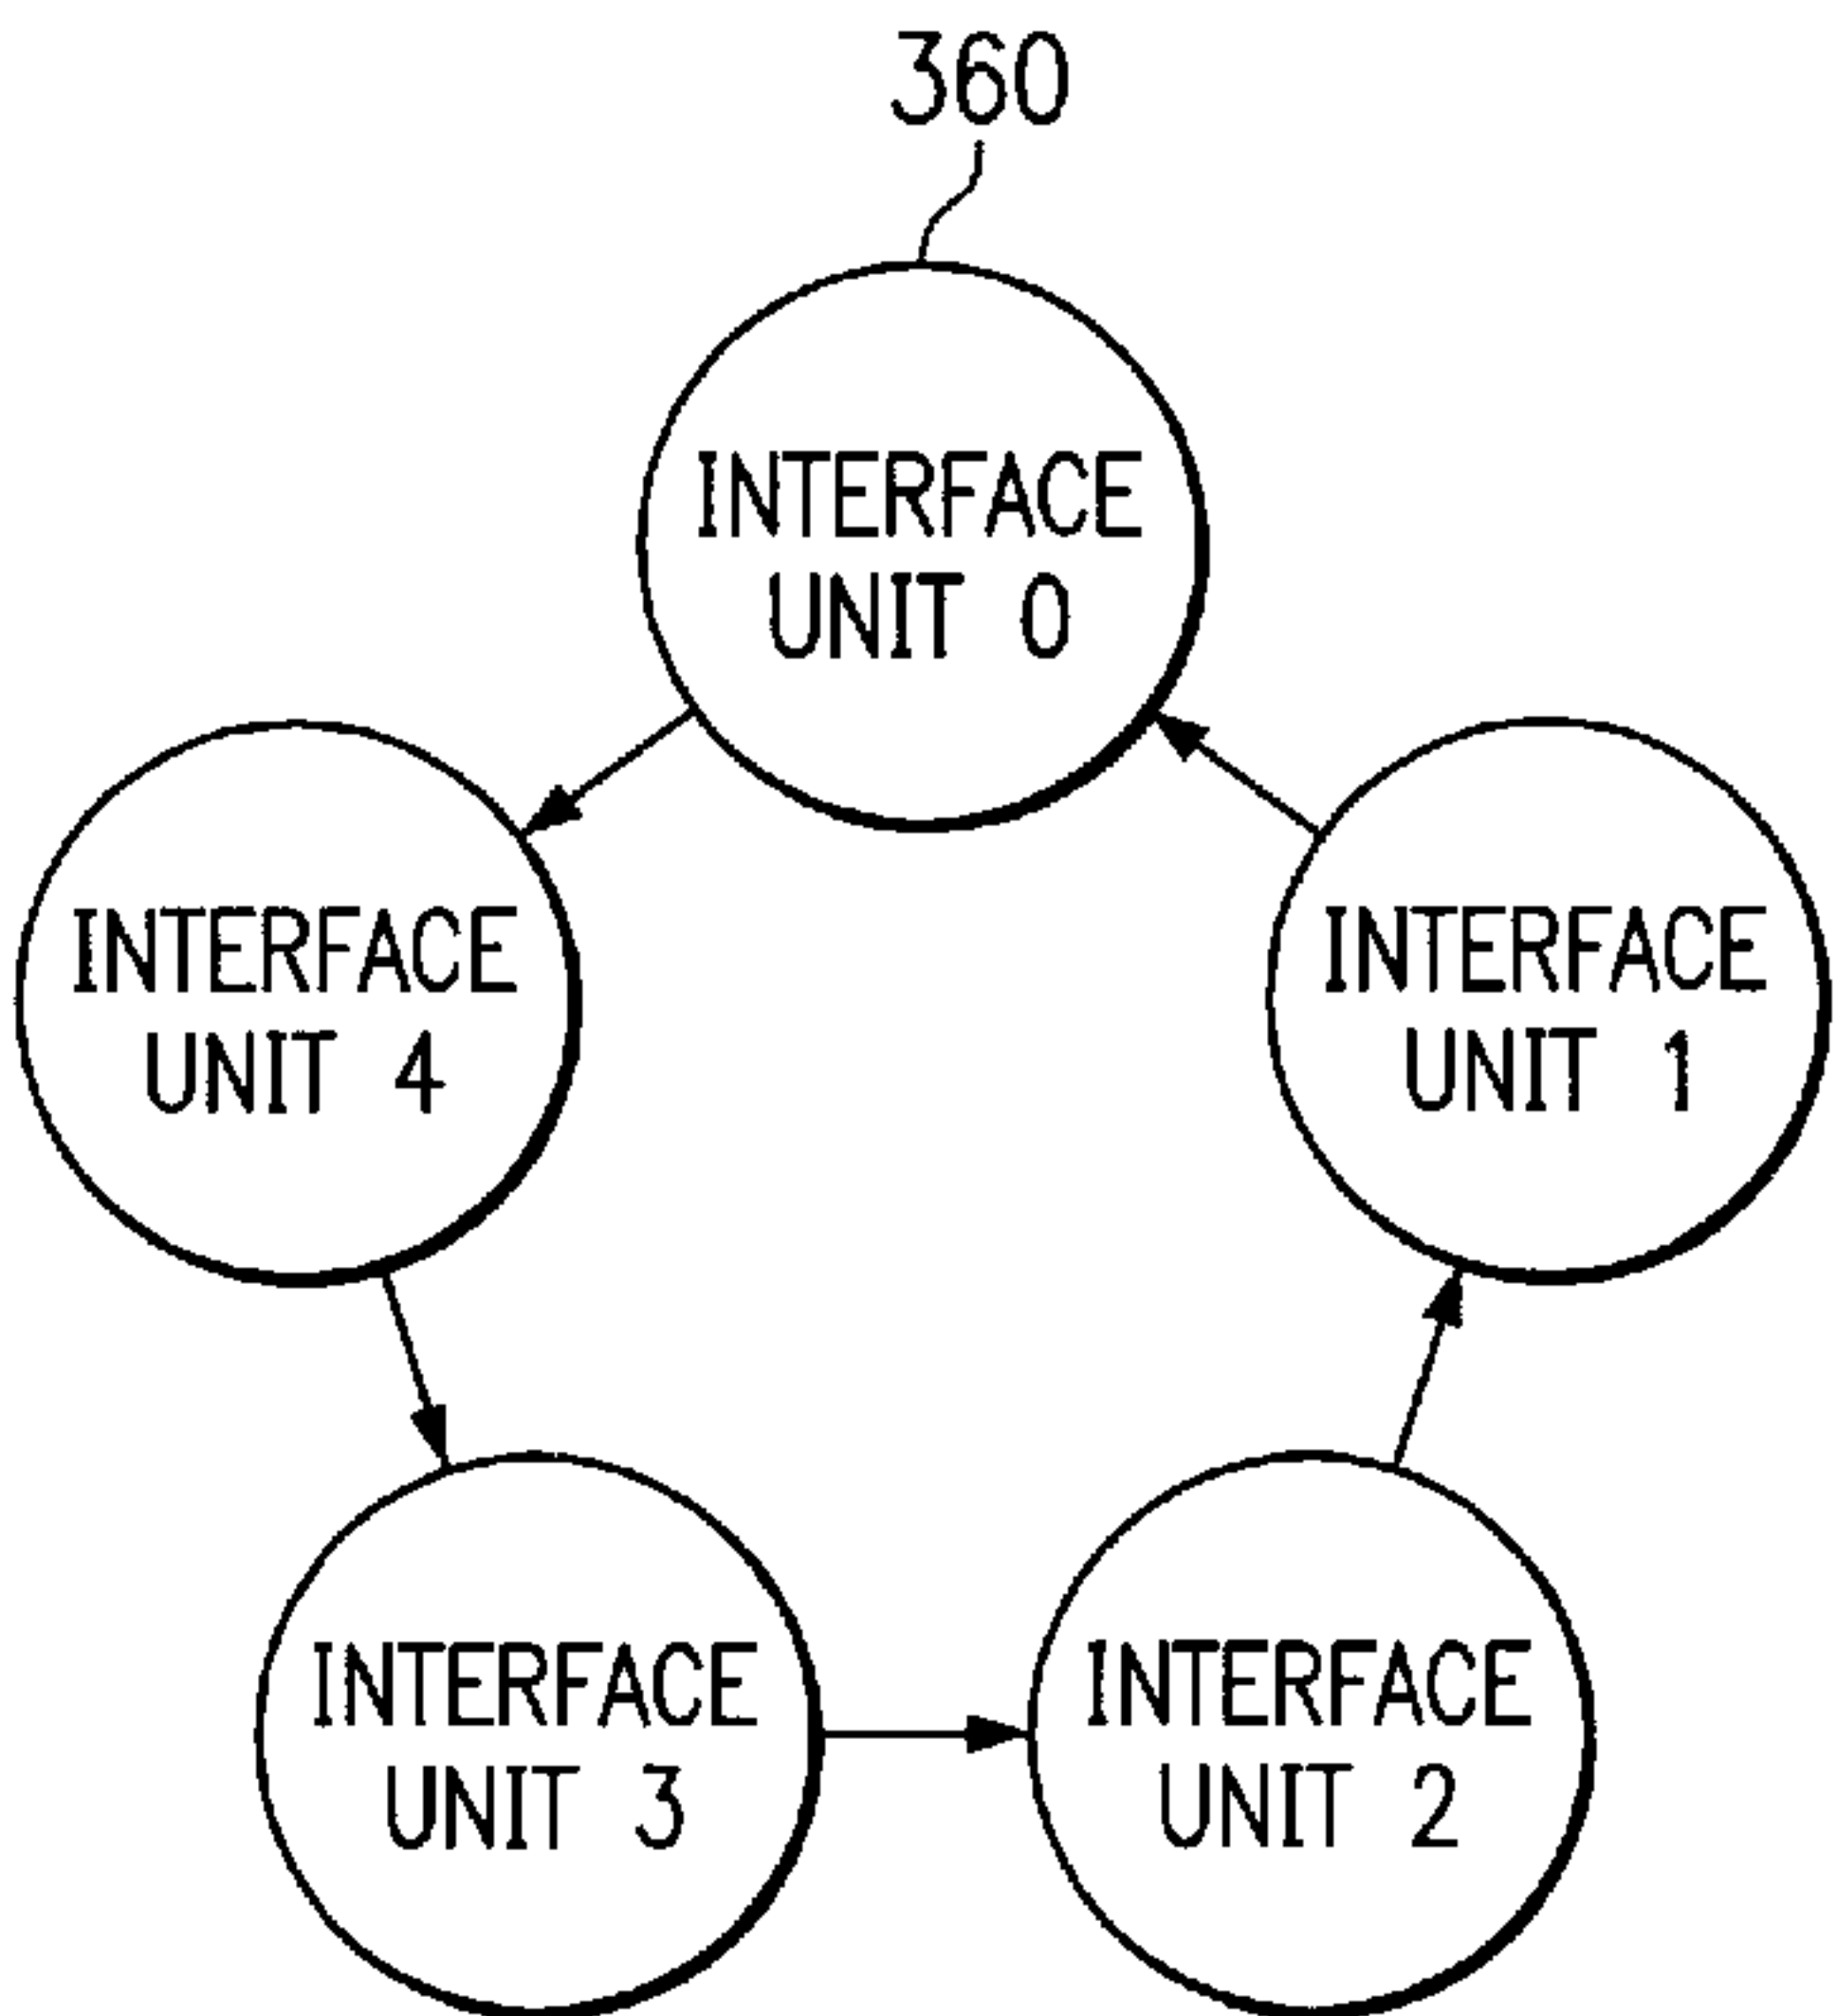 360
INTERFACE
UNIT 0
INTERFACE
UNIT 4
INTERFACE
UNIT 1
INTERFACE
UNIT 3
INTERFACE
UNIT 2